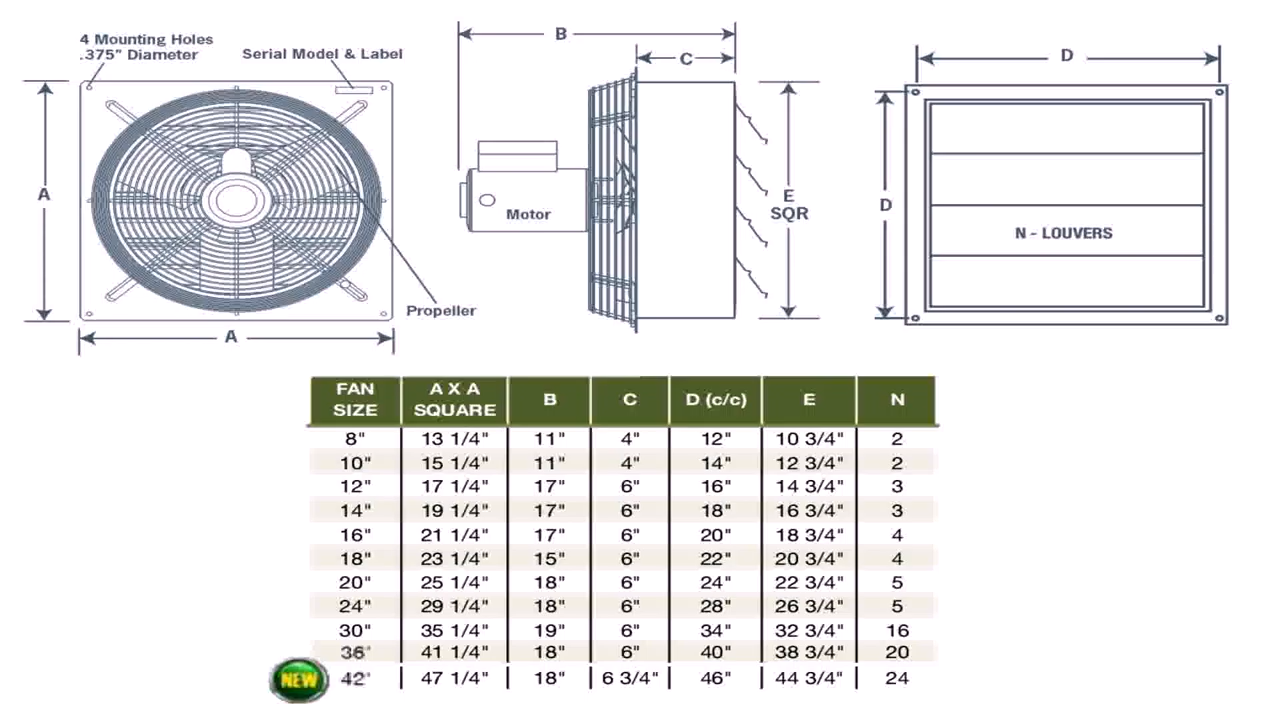 4 Mounting Holes
.375" Diameter
Serial Model & Label
A
A
Propeller
B
C
Motor
E
SQR
D
D
N - LOUVERS
FAN SIZE A X A SQUARE B C D (c/c) E N
8" 13 1/4" 11" 4" 12" 10 3/4" 2
10" 15 1/4" 11" 4" 14" 12 3/4" 2
12" 17 1/4" 17" 6" 16" 14 3/4" 3
14" 19 1/4" 17" 6" 18" 16 3/4" 3
16" 21 1/4" 17" 6" 20" 18 3/4" 4
18" 23 1/4" 15" 6" 22" 20 3/4" 4
20" 25 1/4" 18" 6" 24" 22 3/4" 5
24" 29 1/4" 18" 6" 28" 26 3/4" 5
30" 35 1/4" 19" 6" 34" 32 3/4" 16
36" 41 1/4" 18" 6" 40" 38 3/4" 20
NEW 42" 47 1/4" 18" 6 3/4" 46" 44 3/4" 24